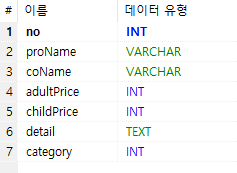 # 이름 데이터 유형
1 no INT
2 proName VARCHAR
3 coName VARCHAR
4 adultPrice INT
5 childPrice INT
6 detail TEXT
7 category INT